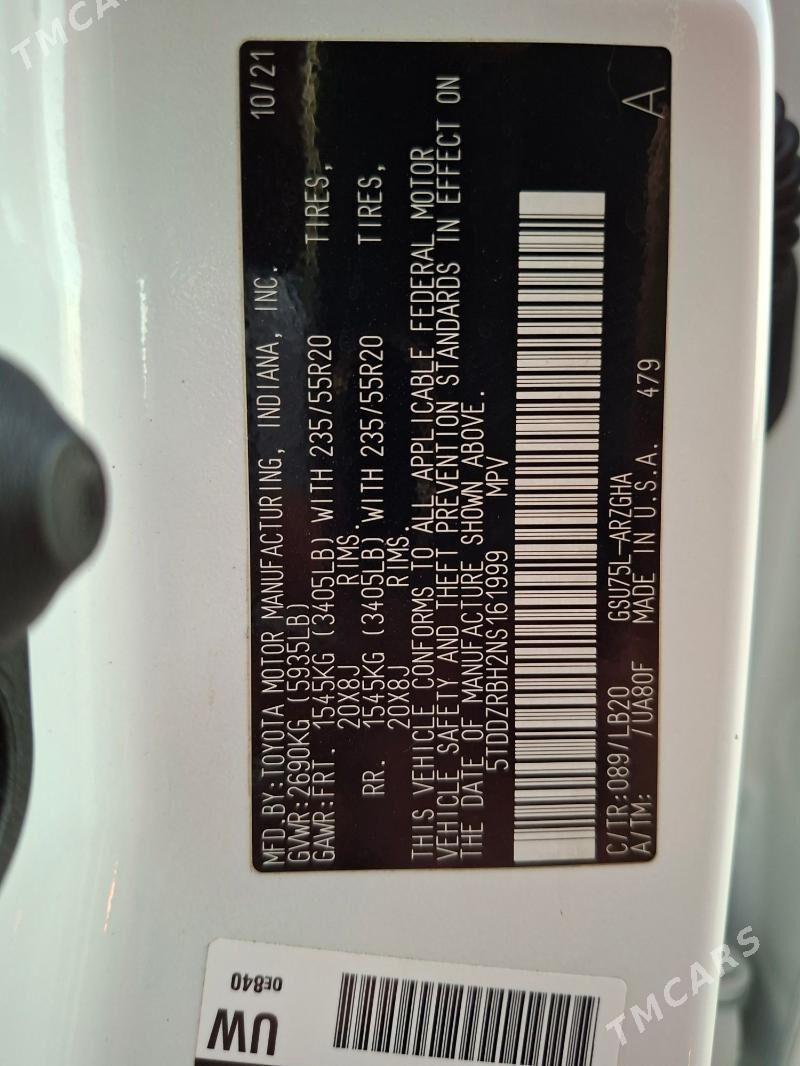 TMCARS
MFD.BY:TOYOTA MOTOR MANUFACTURING, INDIANA, INC. 10/21
GVWR:2690KG (5935LB)
GAWR:FRT. 1545KG (3405LB) WITH 235/55R20 TIRES,
20X8J RIMS.
RR. 1545KG (3405LB) WITH 235/55R20 TIRES,
20X8J RIMS.
THIS VEHICLE CONFORMS TO ALL APPLICABLE FEDERAL MOTOR
VEHICLE SAFETY AND THEFT PREVENTION STANDARDS IN EFFECT ON
THE DATE OF MANUFACTURE SHOWN ABOVE.
5TDDZRBH2NS161999 MPV
C/TR:089/LB20 GSU75L-ARZGHA
A/TM: /UA80F MADE IN U.S.A. 479 A
UW
0E840
TMCARS